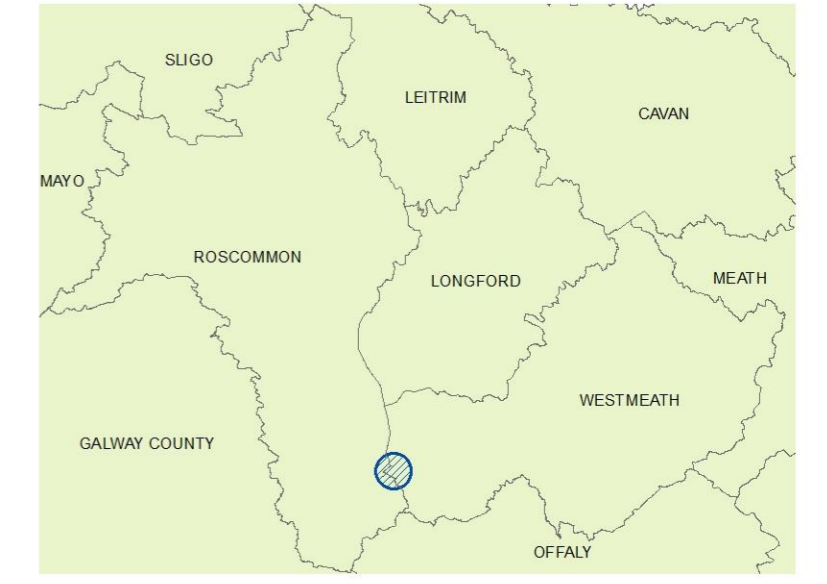 SLIGO
LEITRIM
CAVAN
MAYO
ROSCOMMON
LONGFORD
MEATH
WESTMEATH
GALWAY COUNTY
OFFALY